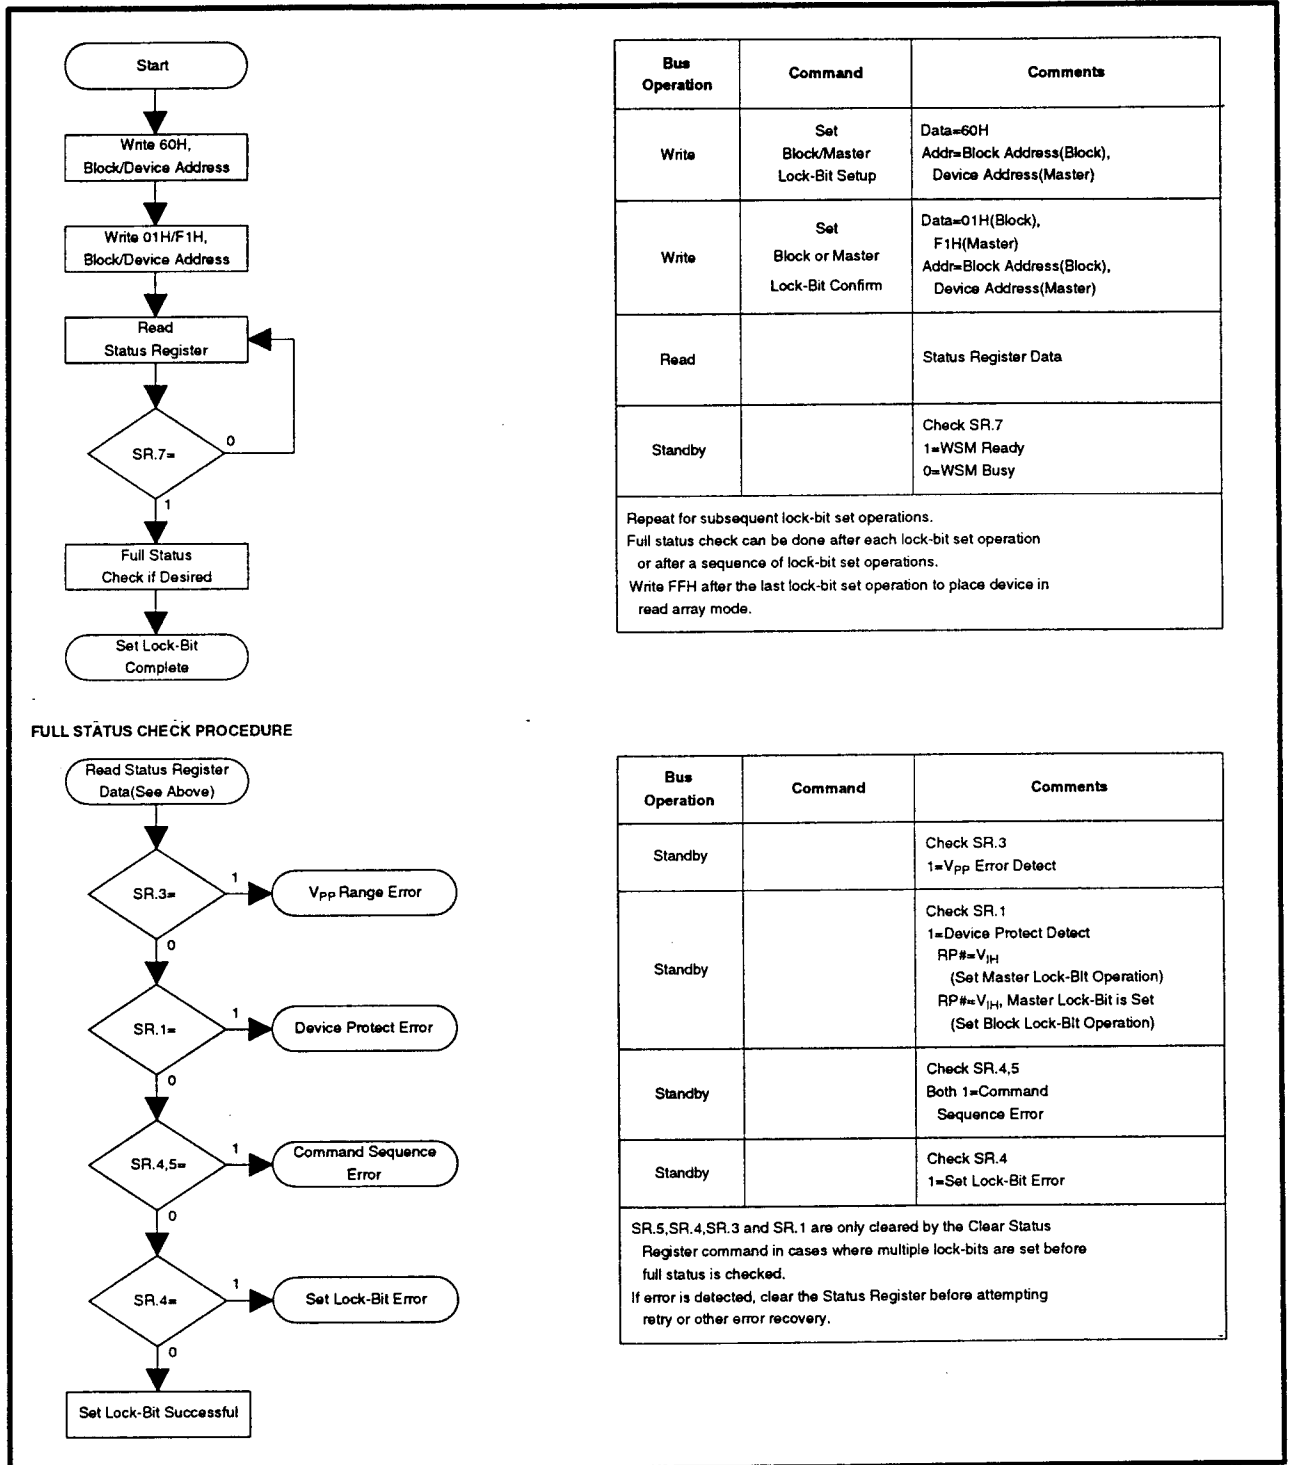 Start
Write 60H,
Block/Device Address
Write 01H/F1H,
Block/Device Address
Read
Status Register
SR.7=
0
1
Full Status
Check if Desired
Set Lock-Bit
Complete
Bus
Operation
Command
Comments
Write
Set
Block/Master
Lock-Bit Setup
Data=60H
Addr=Block Address(Block),
Device Address(Master)
Write
Set
Block or Master
Lock-Bit Confirm
Data=01H(Block),
F1H(Master)
Addr=Block Address(Block),
Device Address(Master)
Read
Status Register Data
Standby
Check SR.7
1=WSM Ready
0=WSM Busy
Repeat for subsequent lock-bit set operations.
Full status check can be done after each lock-bit set operation
or after a sequence of lock-bit set operations.
Write FFH after the last lock-bit set operation to place device in
read array mode.
FULL STATUS CHECK PROCEDURE
Read Status Register
Data(See Above)
SR.3=
1
VPP Range Error
0
SR.1=
1
Device Protect Error
0
SR.4,5=
1
Command Sequence
Error
0
SR.4=
1
Set Lock-Bit Error
0
Set Lock-Bit Successful
Bus
Operation
Command
Comments
Standby
Check SR.3
1=VPP Error Detect
Standby
Check SR.1
1=Device Protect Detect
RP#=VIH
(Set Master Lock-Bit Operation)
RP#=VIH, Master Lock-Bit is Set
(Set Block Lock-Bit Operation)
Standby
Check SR.4,5
Both 1=Command
Sequence Error
Standby
Check SR.4
1=Set Lock-Bit Error
SR.5,SR.4,SR.3 and SR.1 are only cleared by the Clear Status
Register command in cases where multiple lock-bits are set before
full status is checked.
If error is detected, clear the Status Register before attempting
retry or other error recovery.